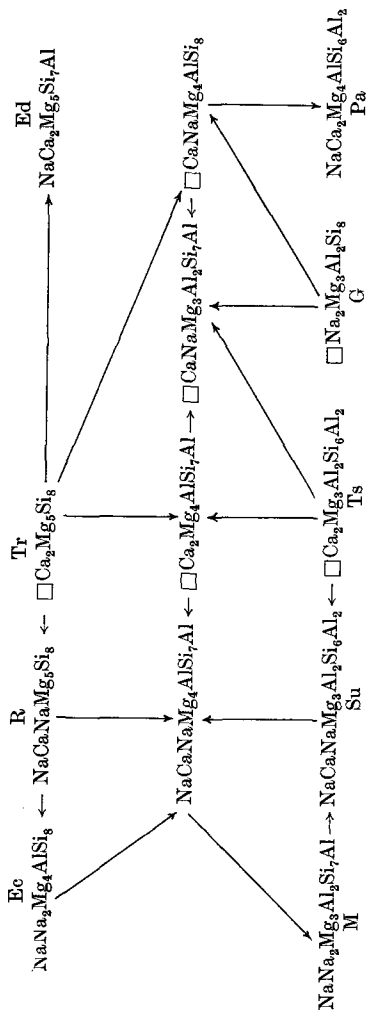 Ec R Tr Ed
NaNa₂Mg₄AlSi₈ ← NaCaNaMg₅Si₈ ← □Ca₂Mg₅Si₈ NaCa₂Mg₅Si₇Al
NaCaNaMg₄AlSi₇Al ← □Ca₂Mg₄AlSi₇Al → □CaNaMg₃Al₂Si₇Al ← □CaNaMg₄AlSi₈
NaNa₂Mg₃Al₂Si₇Al → NaCaNaMg₃Al₂Si₆Al₂ ← □Ca₂Mg₃Al₂Si₆Al₂ □Na₂Mg₃Al₂Si₈ NaCa₂Mg₄AlSi₆Al₂
M Su Ts G Pa